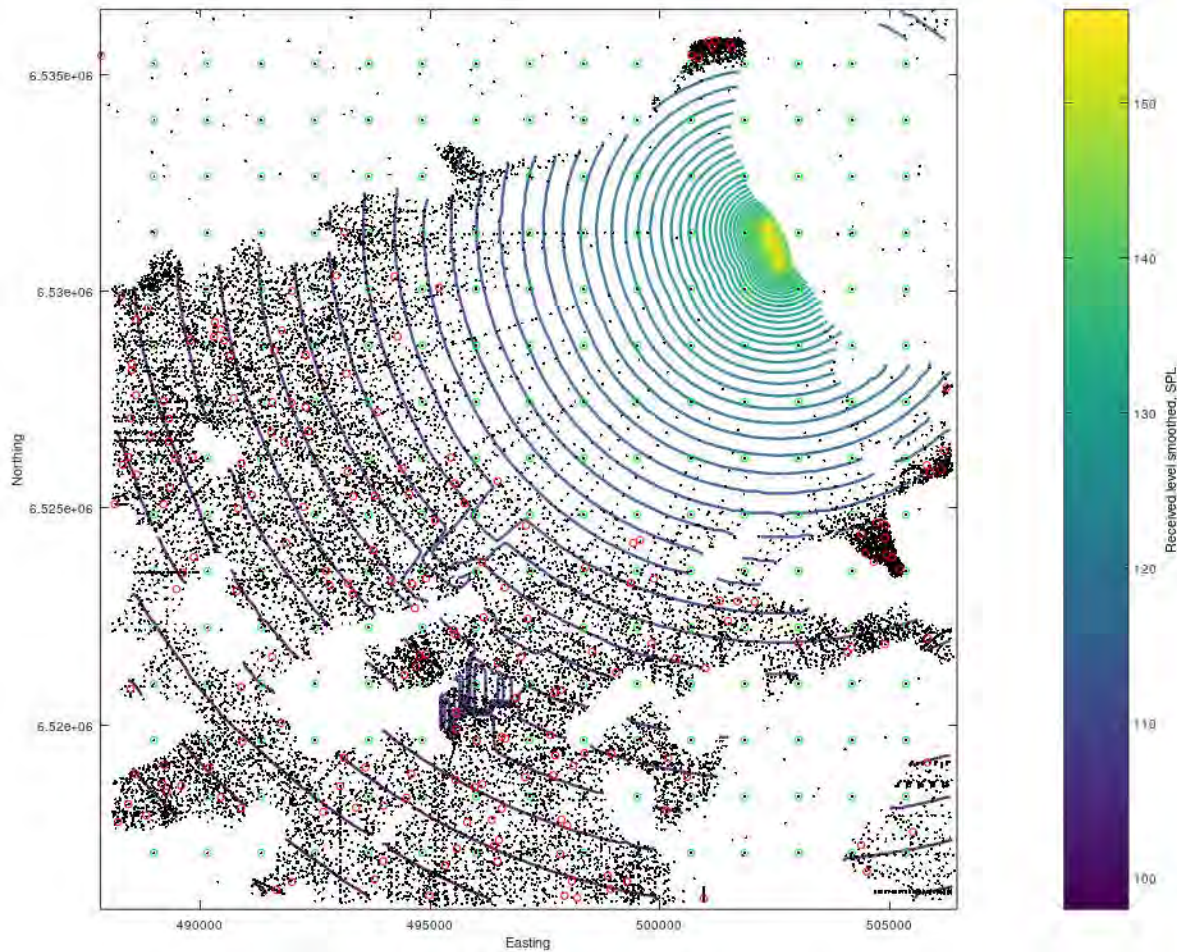 6.535e+06
6.53e+06
6.525e+06
6.52e+06
Northing
490000
495000
500000
505000
Easting
150
140
130
120
110
100
Received level smoothed, SPL